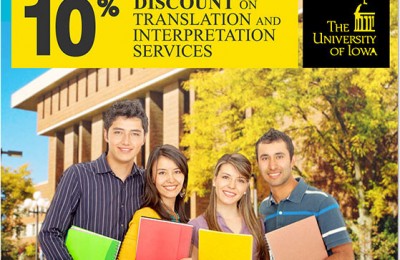 10%
DISCOUNT ON
TRANSLATION AND
INTERPRETATION
SERVICES
THE
UNIVERSITY
OF IOWA